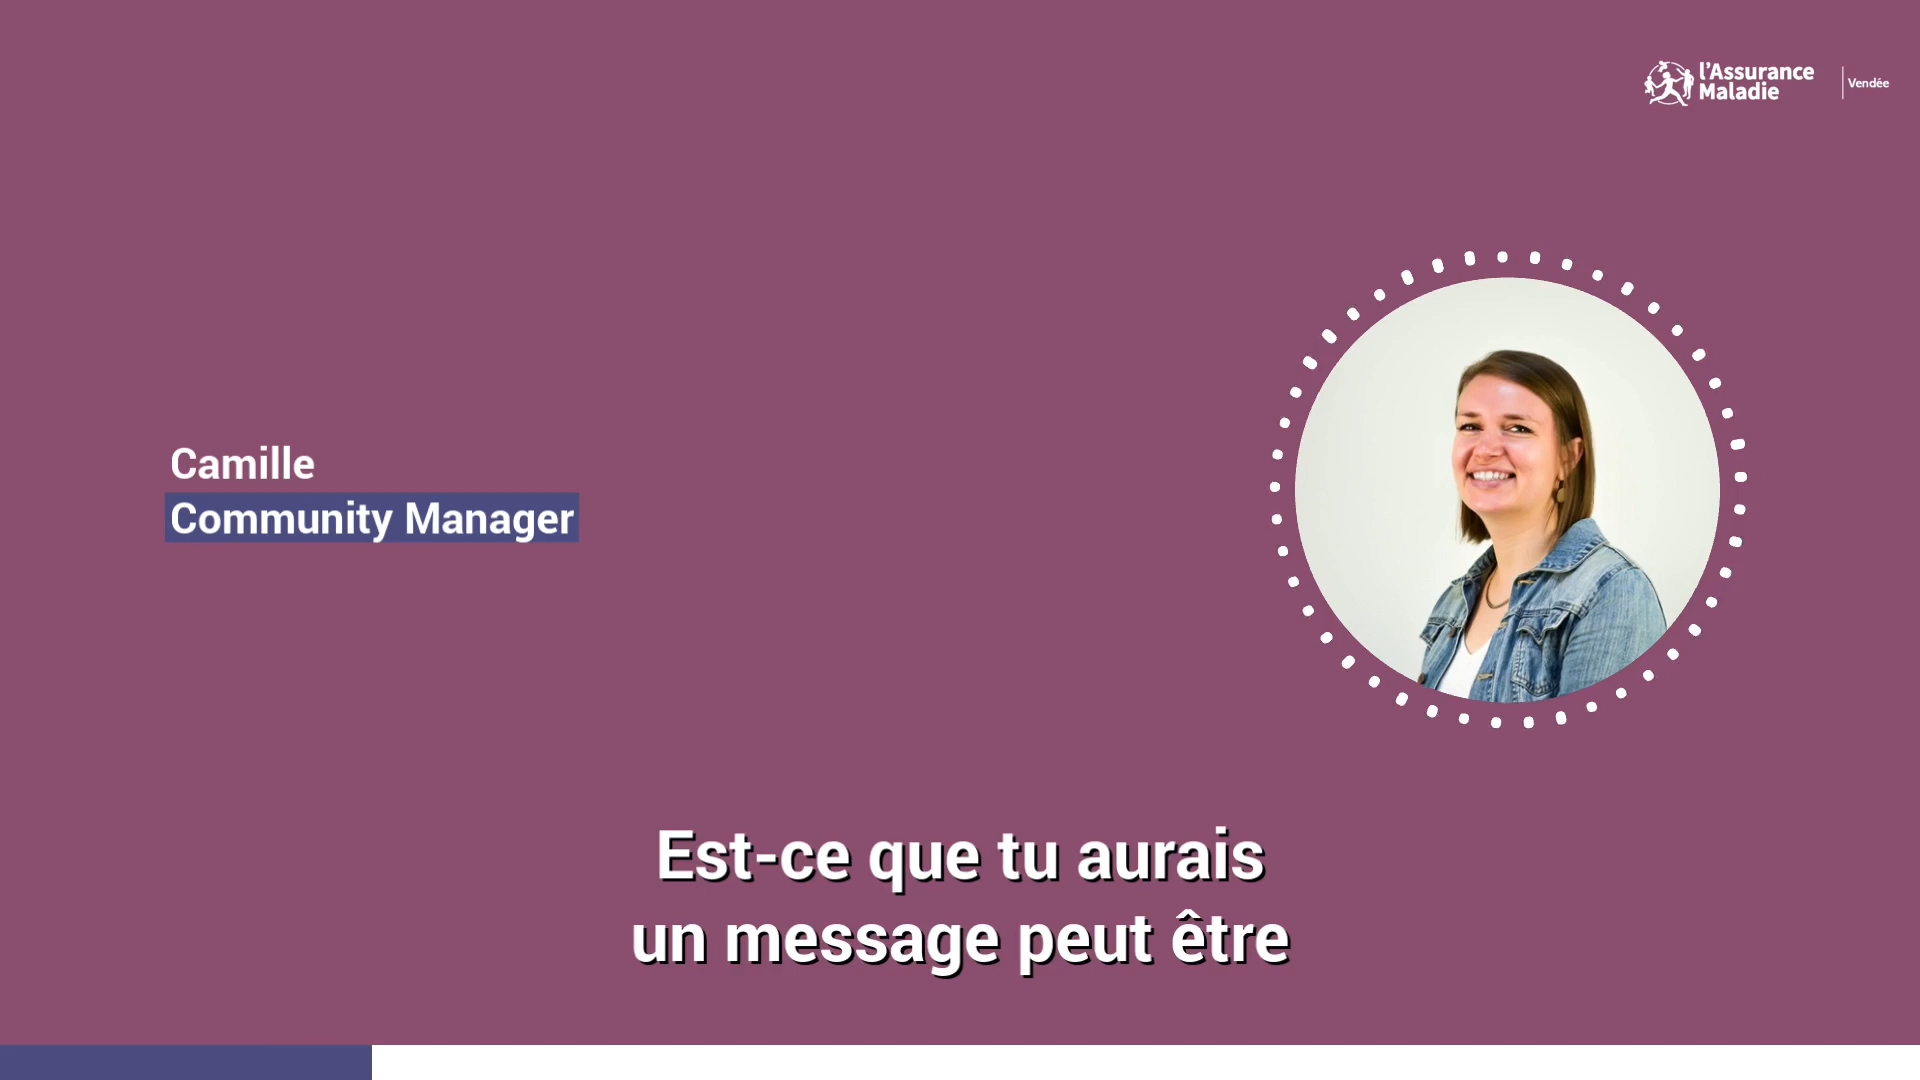 l'Assurance
Maladie
Vendée
Camille
Community Manager
Est-ce que tu aurais
un message peut être